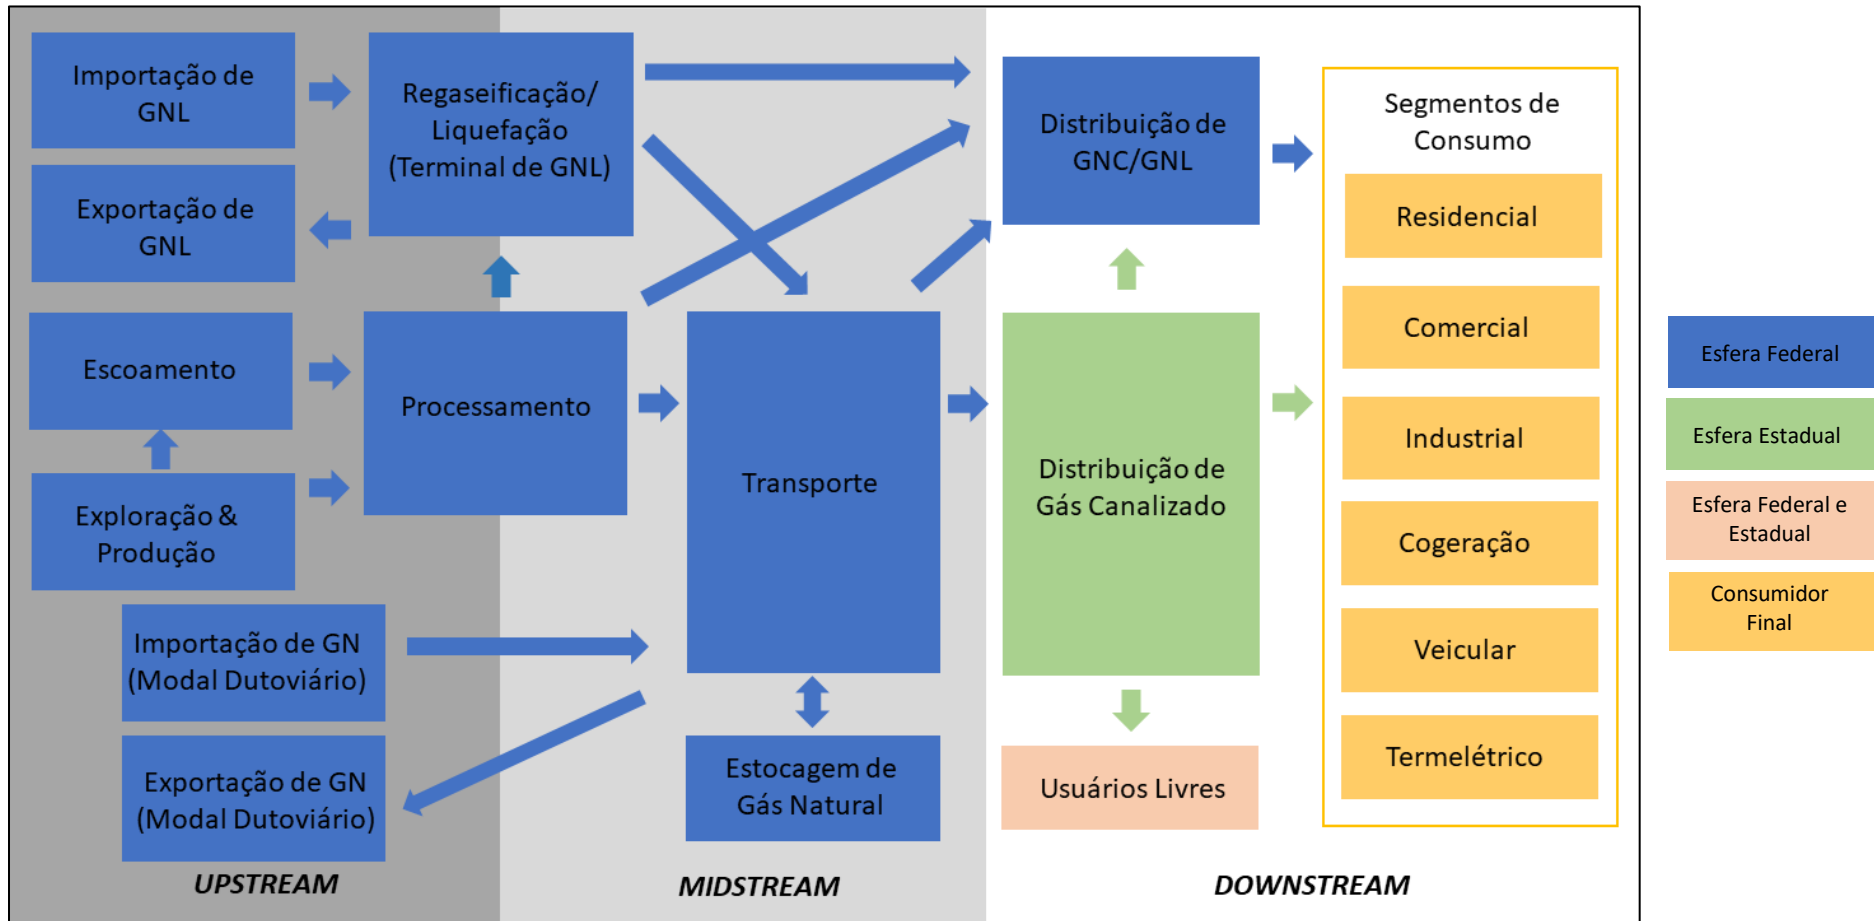 Importação de
GNL
Exportação de
GNL
Escoamento
Exploração &
Produção
Importação de GN
(Modal Dutoviário)
Exportação de GN
(Modal Dutoviário)
UPSTREAM
Regaseificação/
Liquefação
(Terminal de GNL)
Processamento
Transporte
Estocagem de
Gás Natural
MIDSTREAM
Distribuição de
GNC/GNL
Distribuição de
Gás Canalizado
Usuários Livres
Segmentos de
Consumo
Residencial
Comercial
Industrial
Cogeração
Veicular
Termelétrico
DOWNSTREAM
Esfera Federal
Esfera Estadual
Esfera Federal e
Estadual
Consumidor
Final